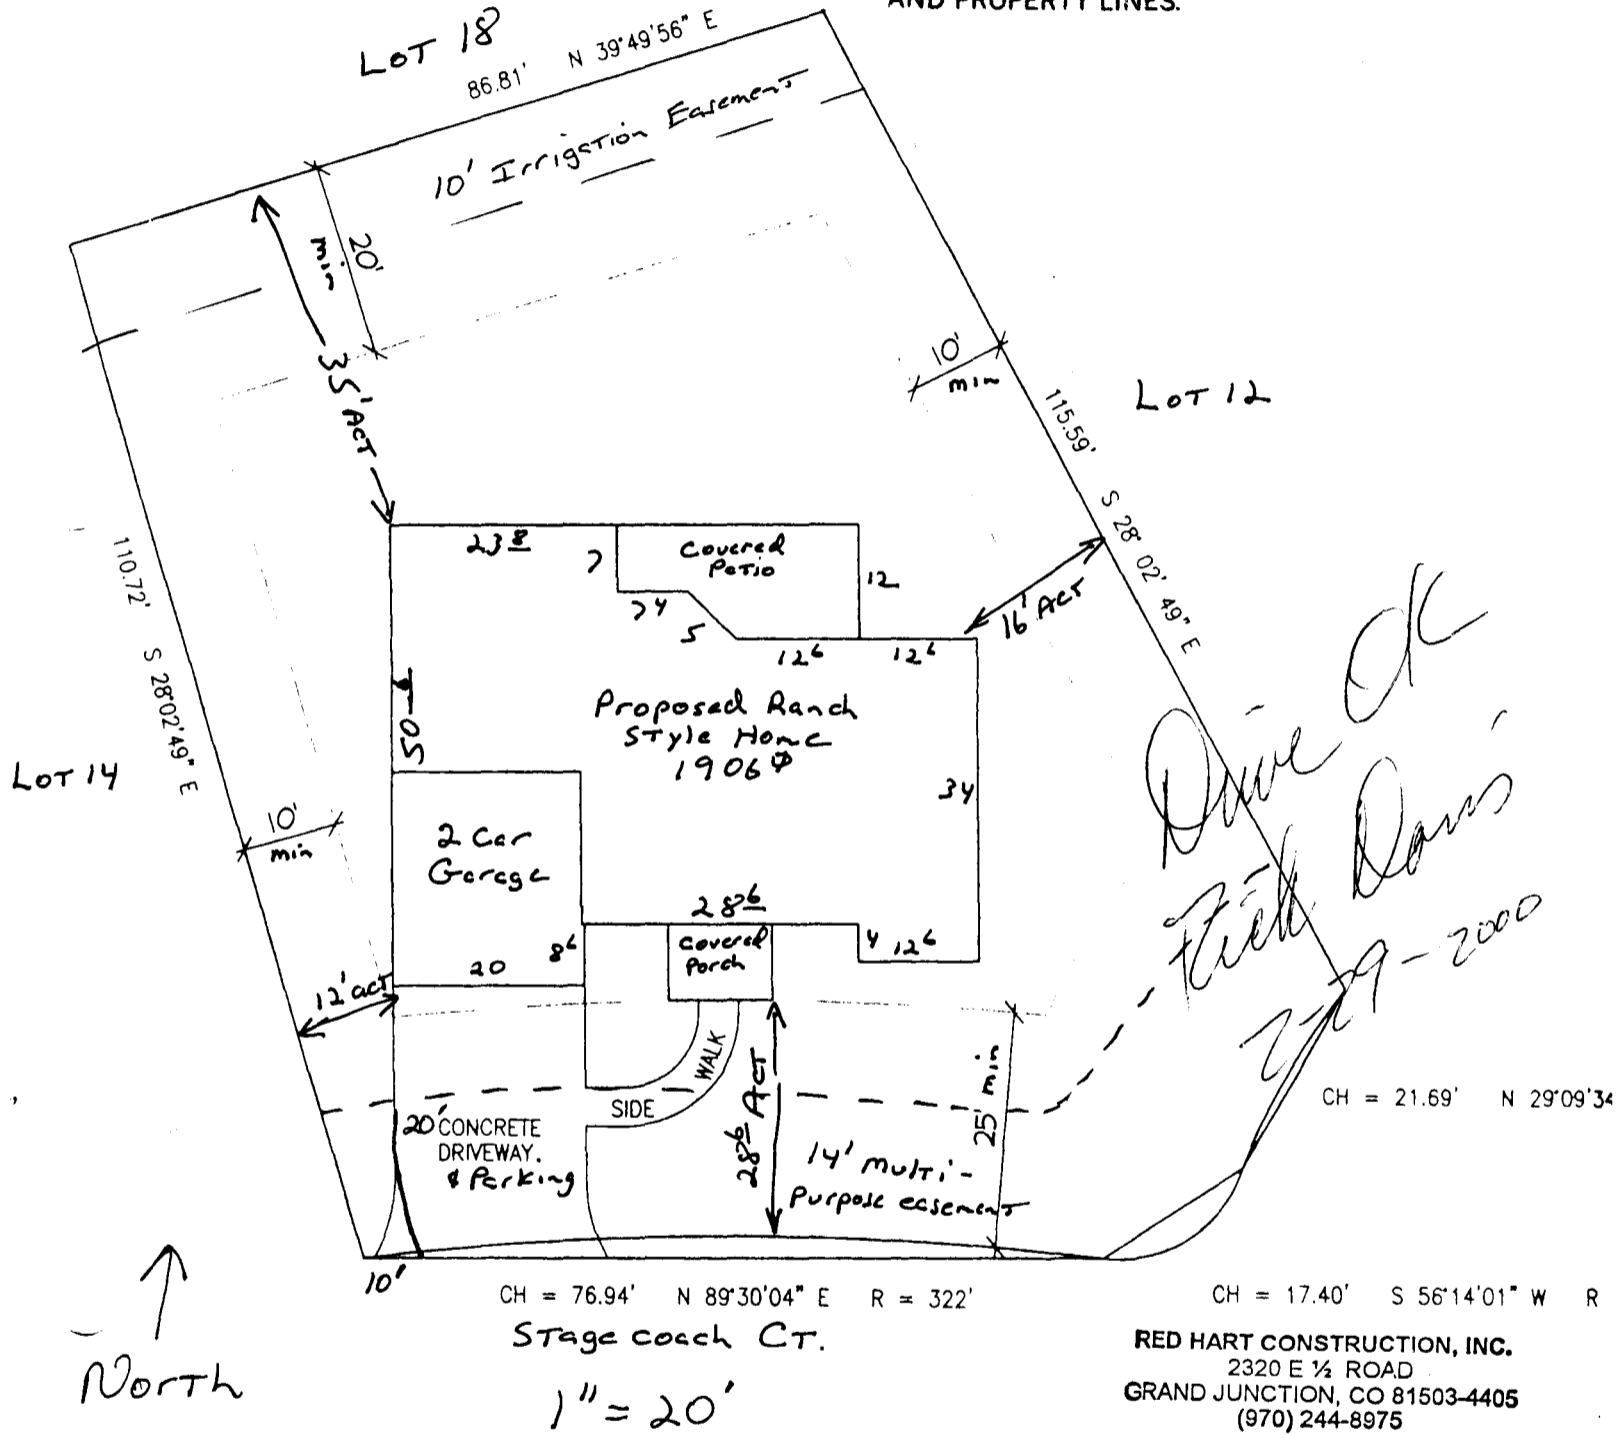 AND PROPERTY LINES.
LOT 18
86.81' N 39°49'56" E
10' Irrigation Easement
20'
min
35' ACT
10'
min
LOT 12
115.59' S 28° 02' 49" E
16' ACT
110.72' S 28°02'49" E
LOT 14
10'
min
12' act
23 8
7
Covered
Patio
12
74
5
12 6
12 6
50
Proposed Ranch
Style Home
1906
34
2 Car
Garage
28 6
8 6
20
Covered
Porch
4
12 6
Drive OK
Rick Dorris
2-29-2000
SIDE
WALK
20' CONCRETE
DRIVEWAY.
& Parking
28 6 ACT
25' min
14' Multi-
Purpose easement
10'
CH = 21.69' N 29°09'34
CH = 76.94' N 89°30'04" E R = 322'
CH = 17.40' S 56°14'01" W R
Stage coach CT.
North
1" = 20'
RED HART CONSTRUCTION, INC.
2320 E ½ ROAD
GRAND JUNCTION, CO 81503-4405
(970) 244-8975